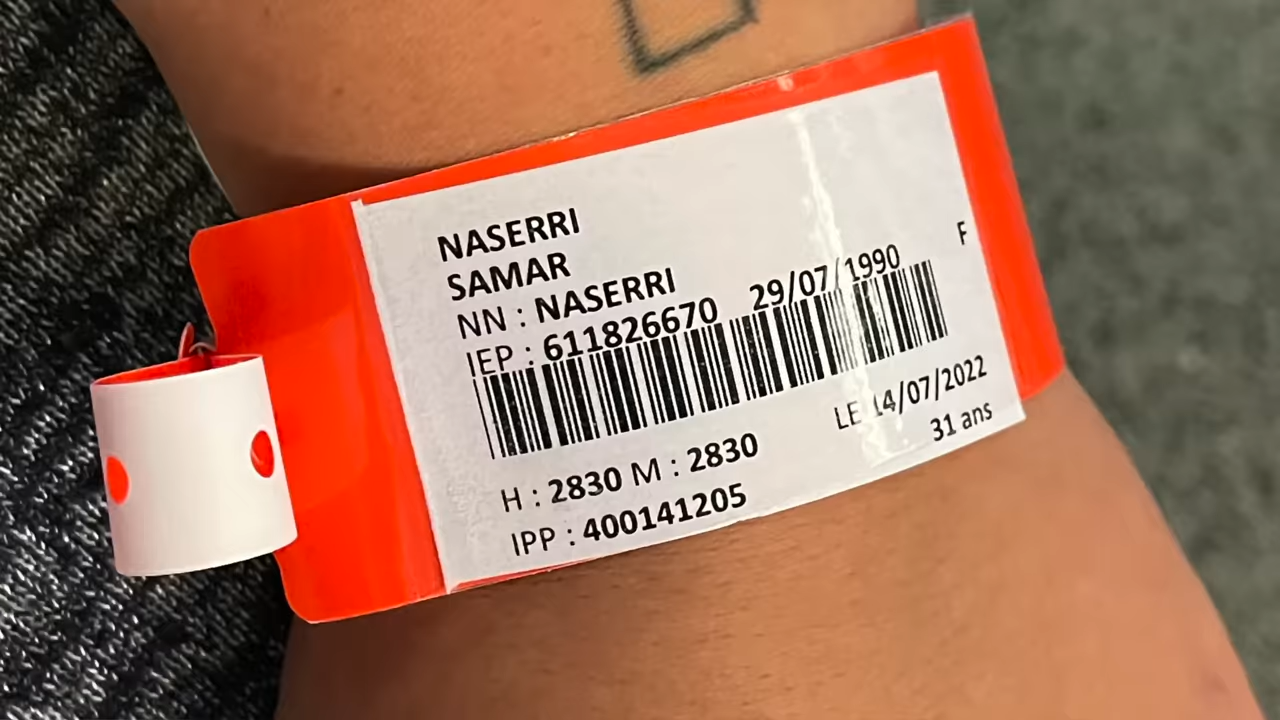 NASERRI
SAMAR
NN : NASERRI F
IEP : 611826670 29/07/1990
LE 14/07/2022
H : 2830 M : 2830 31 ans
IPP : 400141205